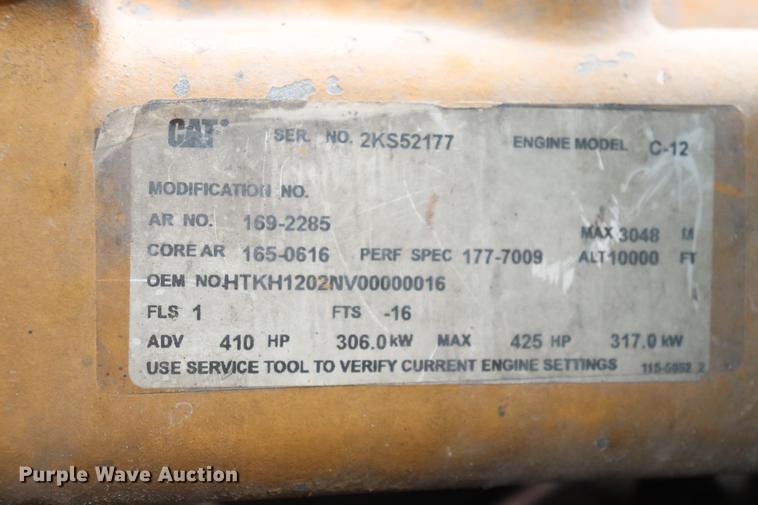 CAT SER. NO. 2KS52177 ENGINE MODEL C-12
MODIFICATION NO.
AR NO. 169-2285 MAX 3048 M
CORE AR 165-0616 PERF SPEC 177-7009 ALT 10000 FT
OEM NO. HTKH1202NV00000016
FLS 1 FTS -16
ADV 410 HP 306.0 kW MAX 425 HP 317.0 kW
USE SERVICE TOOL TO VERIFY CURRENT ENGINE SETTINGS
Purple Wave Auction